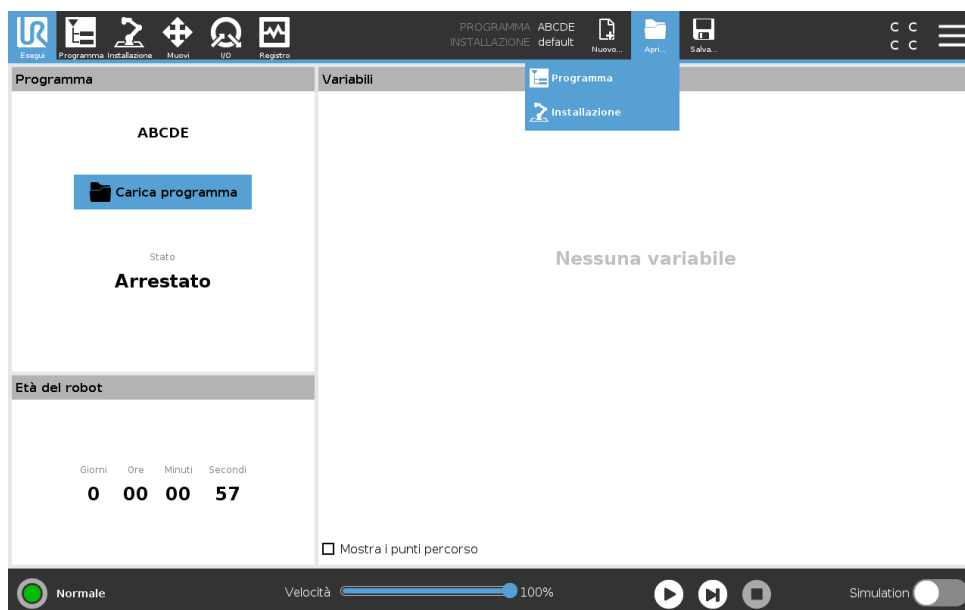 UR
Esegui
Programma
Installazione
Muovi
I/O
Registro
PROGRAMMA ABCDE
INSTALLAZIONE default
Nuovo...
Apri...
Salva...
C C
C C
Programma
Installazione
Programma
Variabili
ABCDE
Carica programma
Stato
Arrestato
Nessuna variabile
Età del robot
Giorni Ore Minuti Secondi
0 00 00 57
Mostra i punti percorso
Normale
Velocità 100%
Simulation